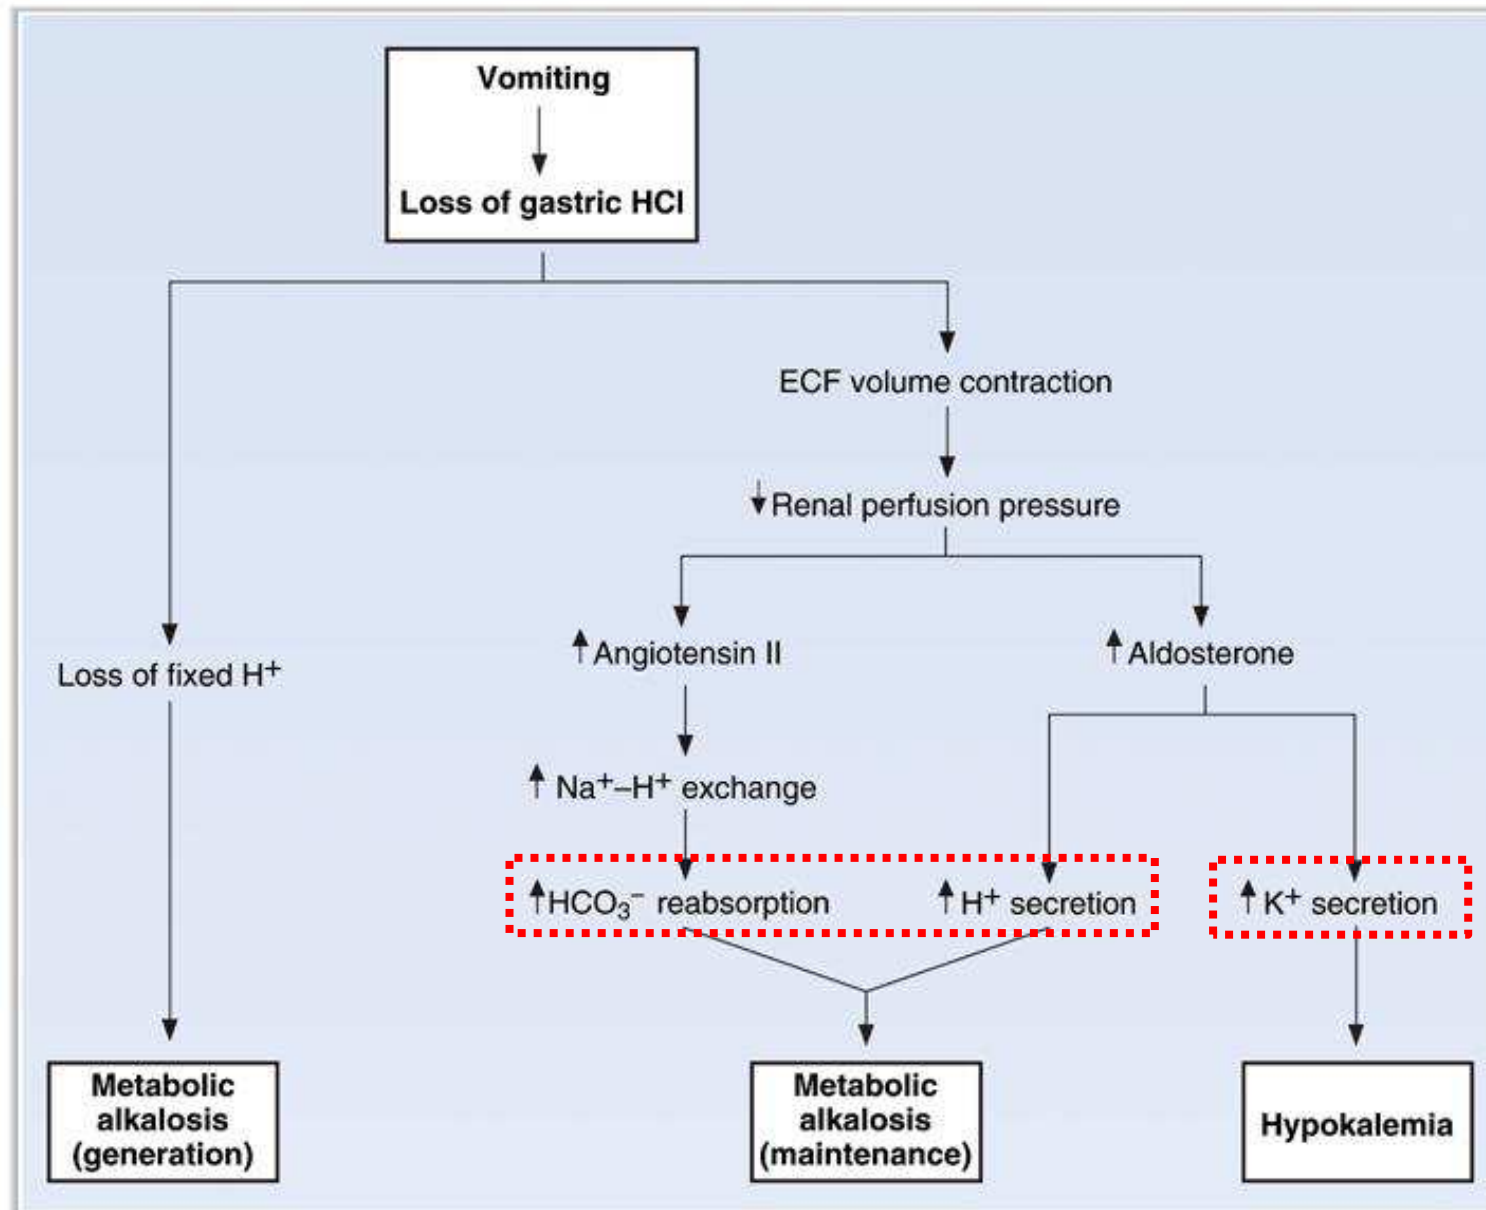 Vomiting
Loss of gastric HCl
ECF volume contraction
↓ Renal perfusion pressure
↑ Angiotensin II
↑ Aldosterone
Loss of fixed H⁺
↑ Na⁺–H⁺ exchange
↑ HCO₃⁻ reabsorption
↑ H⁺ secretion
↑ K⁺ secretion
Metabolic
alkalosis
(generation)
Metabolic
alkalosis
(maintenance)
Hypokalemia